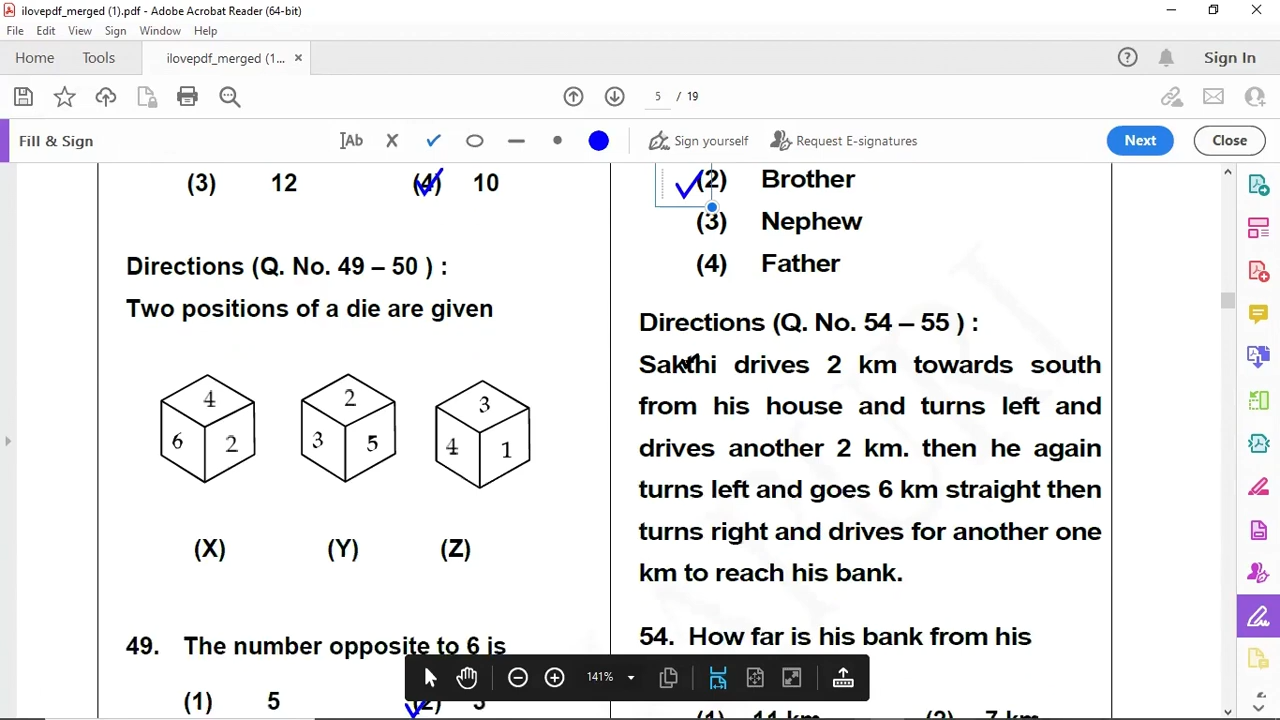 ilovepdf_merged (1).pdf - Adobe Acrobat Reader (64-bit)
File Edit View Sign Window Help
Home Tools ilovepdf_merged (1... Sign In
5 / 19
Fill & Sign Ab Sign yourself Request E-signatures Next Close
(3) 12 (4) 10
Directions (Q. No. 49 – 50 ) :
Two positions of a die are given
4 6 2
2 3 5
3 4 1
(X) (Y) (Z)
49. The number opposite to 6 is
(1) 5 (2) 3
(2) Brother
(3) Nephew
(4) Father
Directions (Q. No. 54 – 55 ) :
Sakthi drives 2 km towards south
from his house and turns left and
drives another 2 km. then he again
turns left and goes 6 km straight then
turns right and drives for another one
km to reach his bank.
54. How far is his bank from his
(1) 11 km (2) 7 km
141%